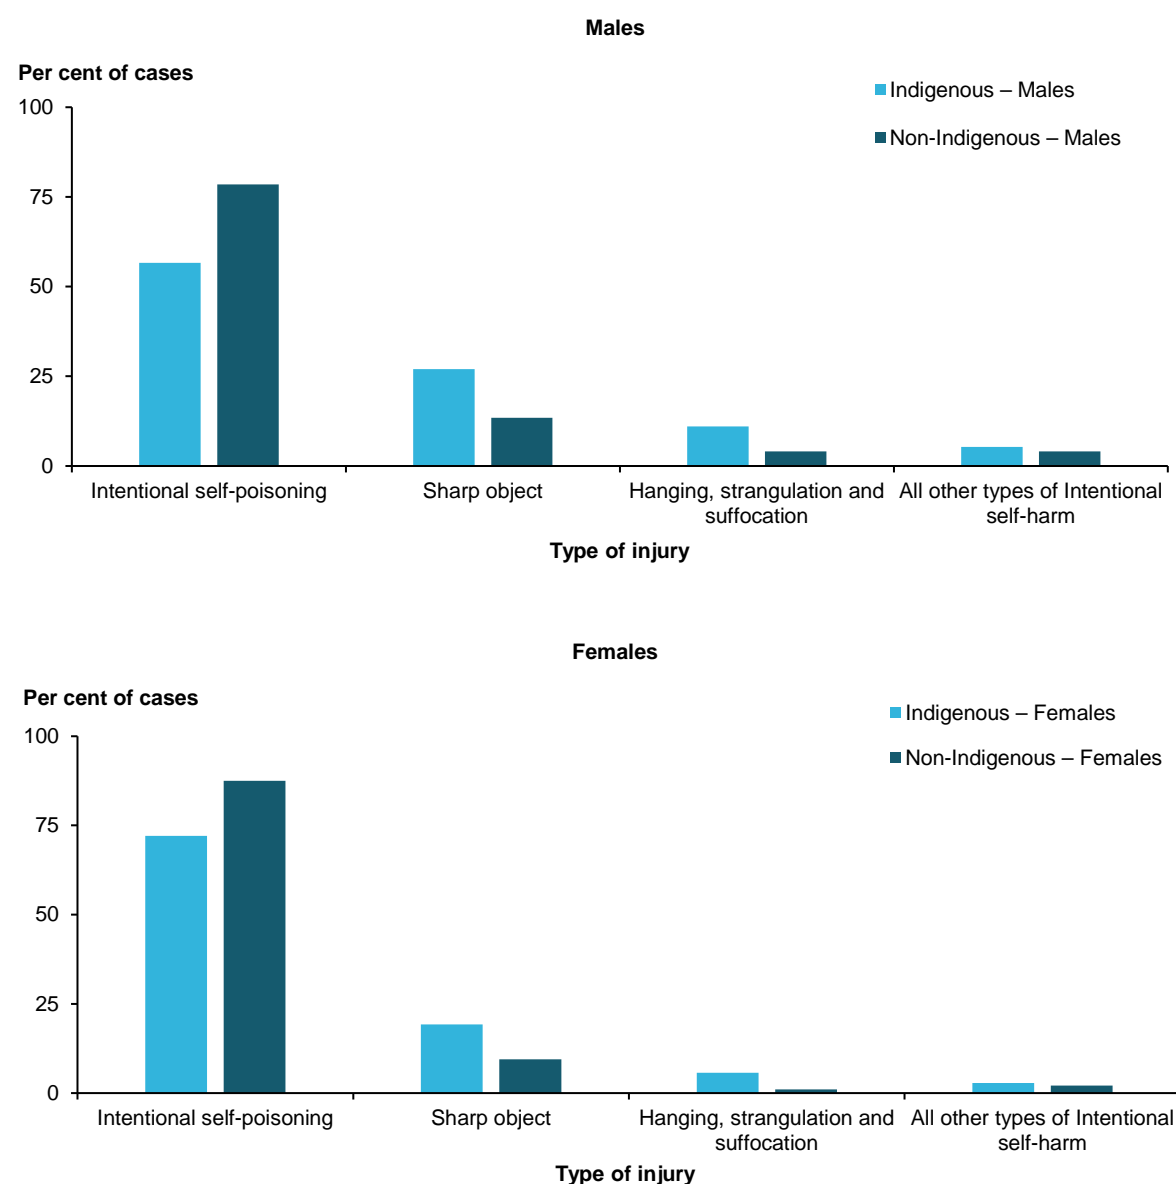 Males
Per cent of cases
Indigenous – Males
Non-Indigenous – Males
100
75
50
25
0
Intentional self-poisoning
Sharp object
Hanging, strangulation and
suffocation
All other types of Intentional
self-harm
Type of injury
Females
Per cent of cases
Indigenous – Females
Non-Indigenous – Females
100
75
50
25
0
Intentional self-poisoning
Sharp object
Hanging, strangulation and
suffocation
All other types of Intentional
self-harm
Type of injury